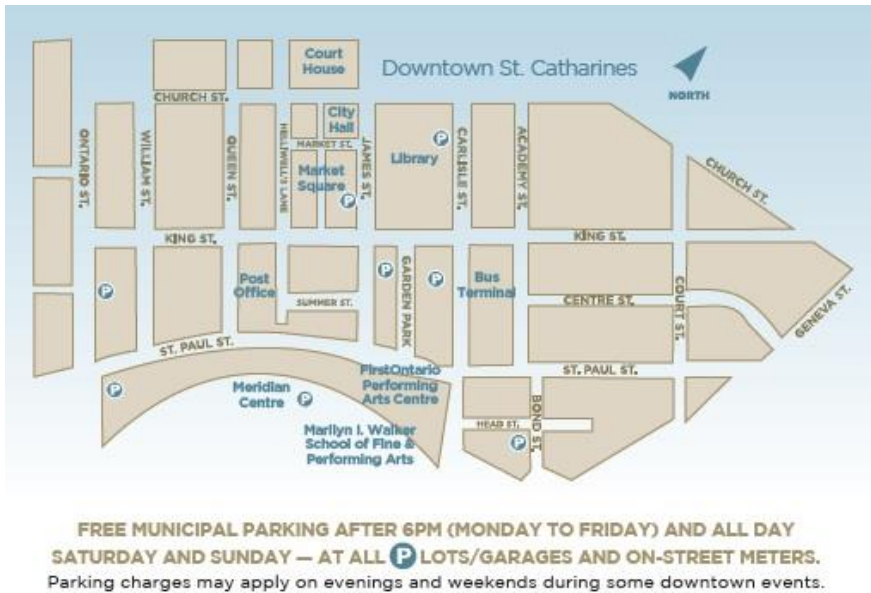 Court
House
Downtown St. Catharines
NORTH
CHURCH ST.
City
Hall
MARKET ST.
ONTARIO ST.
WILLIAM ST.
QUEEN ST.
HELLIWELL'S LANE
Market
Square
P
JAMES ST.
Library
P
CARLISLE ST.
ACADEMY ST.
CHURCH ST.
KING ST.
KING ST.
P
Post
Office
SUMMER ST.
P
GARDEN PARK
P
Bus
Terminal
CENTRE ST.
COURT ST.
GENEVA ST.
ST. PAUL ST.
ST. PAUL ST.
P
Meridian
Centre
P
FirstOntario
Performing
Arts Centre
Marilyn I. Walker
School of Fine &
Performing Arts
HEAD ST.
BOND ST.
P
FREE MUNICIPAL PARKING AFTER 6PM (MONDAY TO FRIDAY) AND ALL DAY
SATURDAY AND SUNDAY — AT ALL P LOTS/GARAGES AND ON-STREET METERS.
Parking charges may apply on evenings and weekends during some downtown events.